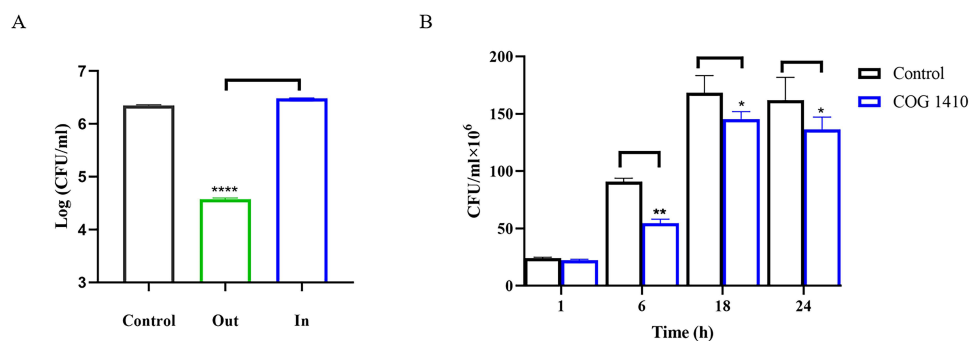 A
B
Log (CFU/ml)
7
6
5
4
3
****
Control Out In
CFU/ml×10⁶
200
150
100
50
0
**
*
*
1 6 18 24
Time (h)
Control
COG 1410